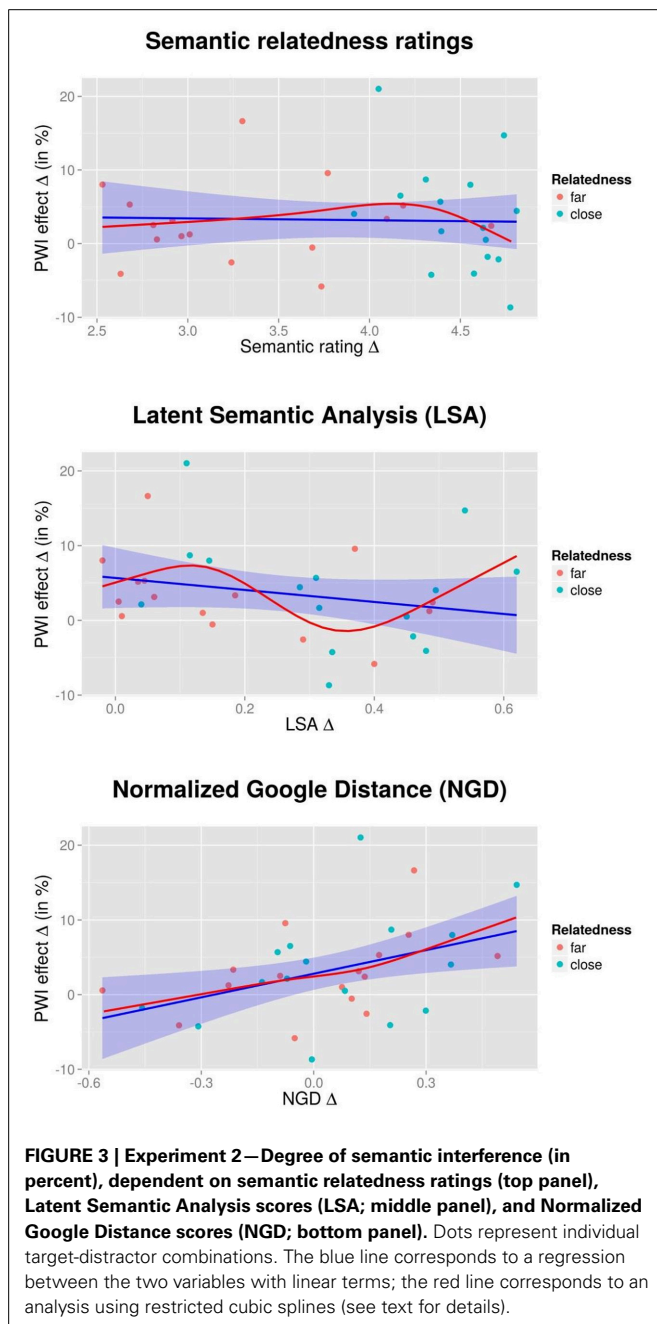 Semantic relatedness ratings
20
10
0
-10
PWI effect Δ (in %)
2.5 3.0 3.5 4.0 4.5
Semantic rating Δ
Relatedness
far
close
Latent Semantic Analysis (LSA)
20
10
0
-10
PWI effect Δ (in %)
0.0 0.2 0.4 0.6
LSA Δ
Relatedness
far
close
Normalized Google Distance (NGD)
20
10
0
-10
PWI effect Δ (in %)
-0.6 -0.3 0.0 0.3
NGD Δ
Relatedness
far
close
FIGURE 3 | Experiment 2—Degree of semantic interference (in
percent), dependent on semantic relatedness ratings (top panel),
Latent Semantic Analysis scores (LSA; middle panel), and Normalized
Google Distance scores (NGD; bottom panel). Dots represent individual
target-distractor combinations. The blue line corresponds to a regression
between the two variables with linear terms; the red line corresponds to an
analysis using restricted cubic splines (see text for details).